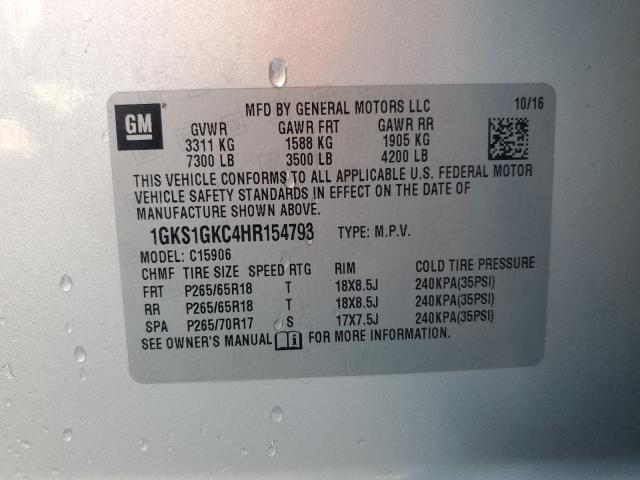 GM ® MFD BY GENERAL MOTORS LLC 10/16
GVWR GAWR FRT GAWR RR
3311 KG 1588 KG 1905 KG
7300 LB 3500 LB 4200 LB
THIS VEHICLE CONFORMS TO ALL APPLICABLE U.S. FEDERAL MOTOR
VEHICLE SAFETY STANDARDS IN EFFECT ON THE DATE OF
MANUFACTURE SHOWN ABOVE.
1GKS1GKC4HR154793 TYPE: M.P.V.
MODEL: C15906
CHMF TIRE SIZE SPEED RTG RIM COLD TIRE PRESSURE
FRT P265/65R18 T 18X8.5J 240KPA(35PSI)
RR P265/65R18 T 18X8.5J 240KPA(35PSI)
SPA P265/70R17 S 17X7.5J 240KPA(35PSI)
SEE OWNER'S MANUAL FOR MORE INFORMATION.